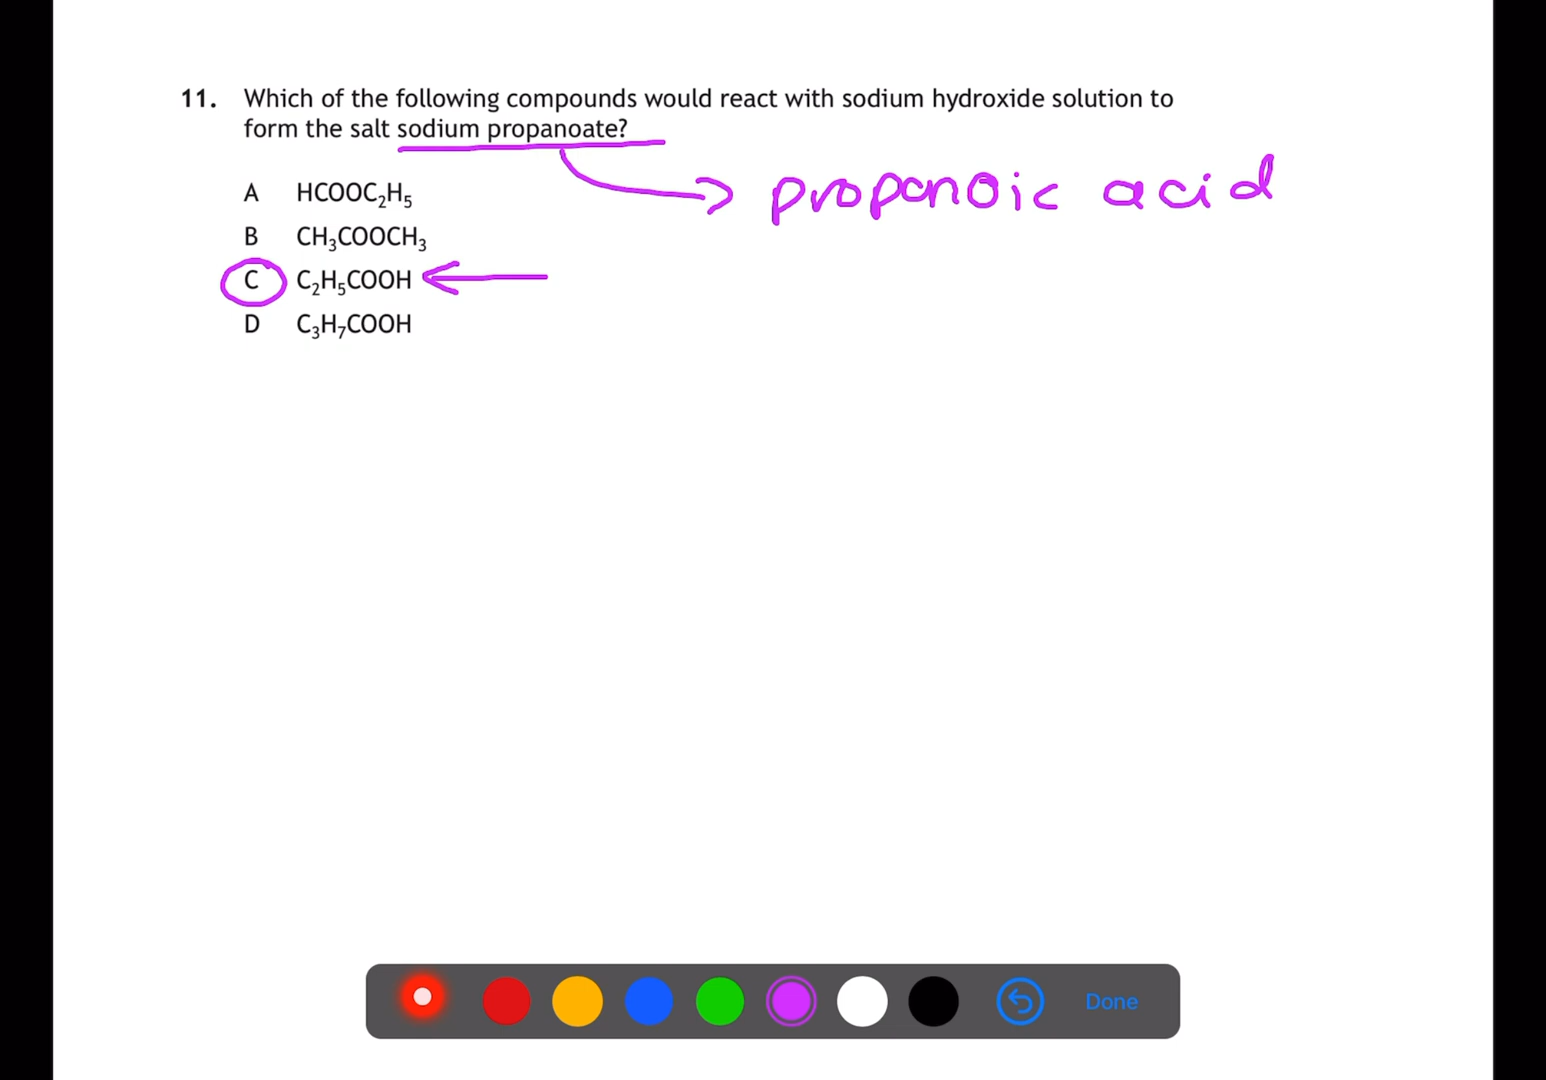 11. Which of the following compounds would react with sodium hydroxide solution to
form the salt sodium propanoate?
propanoic acid
A HCOOC₂H₅
B CH₃COOCH₃
C C₂H₅COOH
D C₃H₇COOH
Done